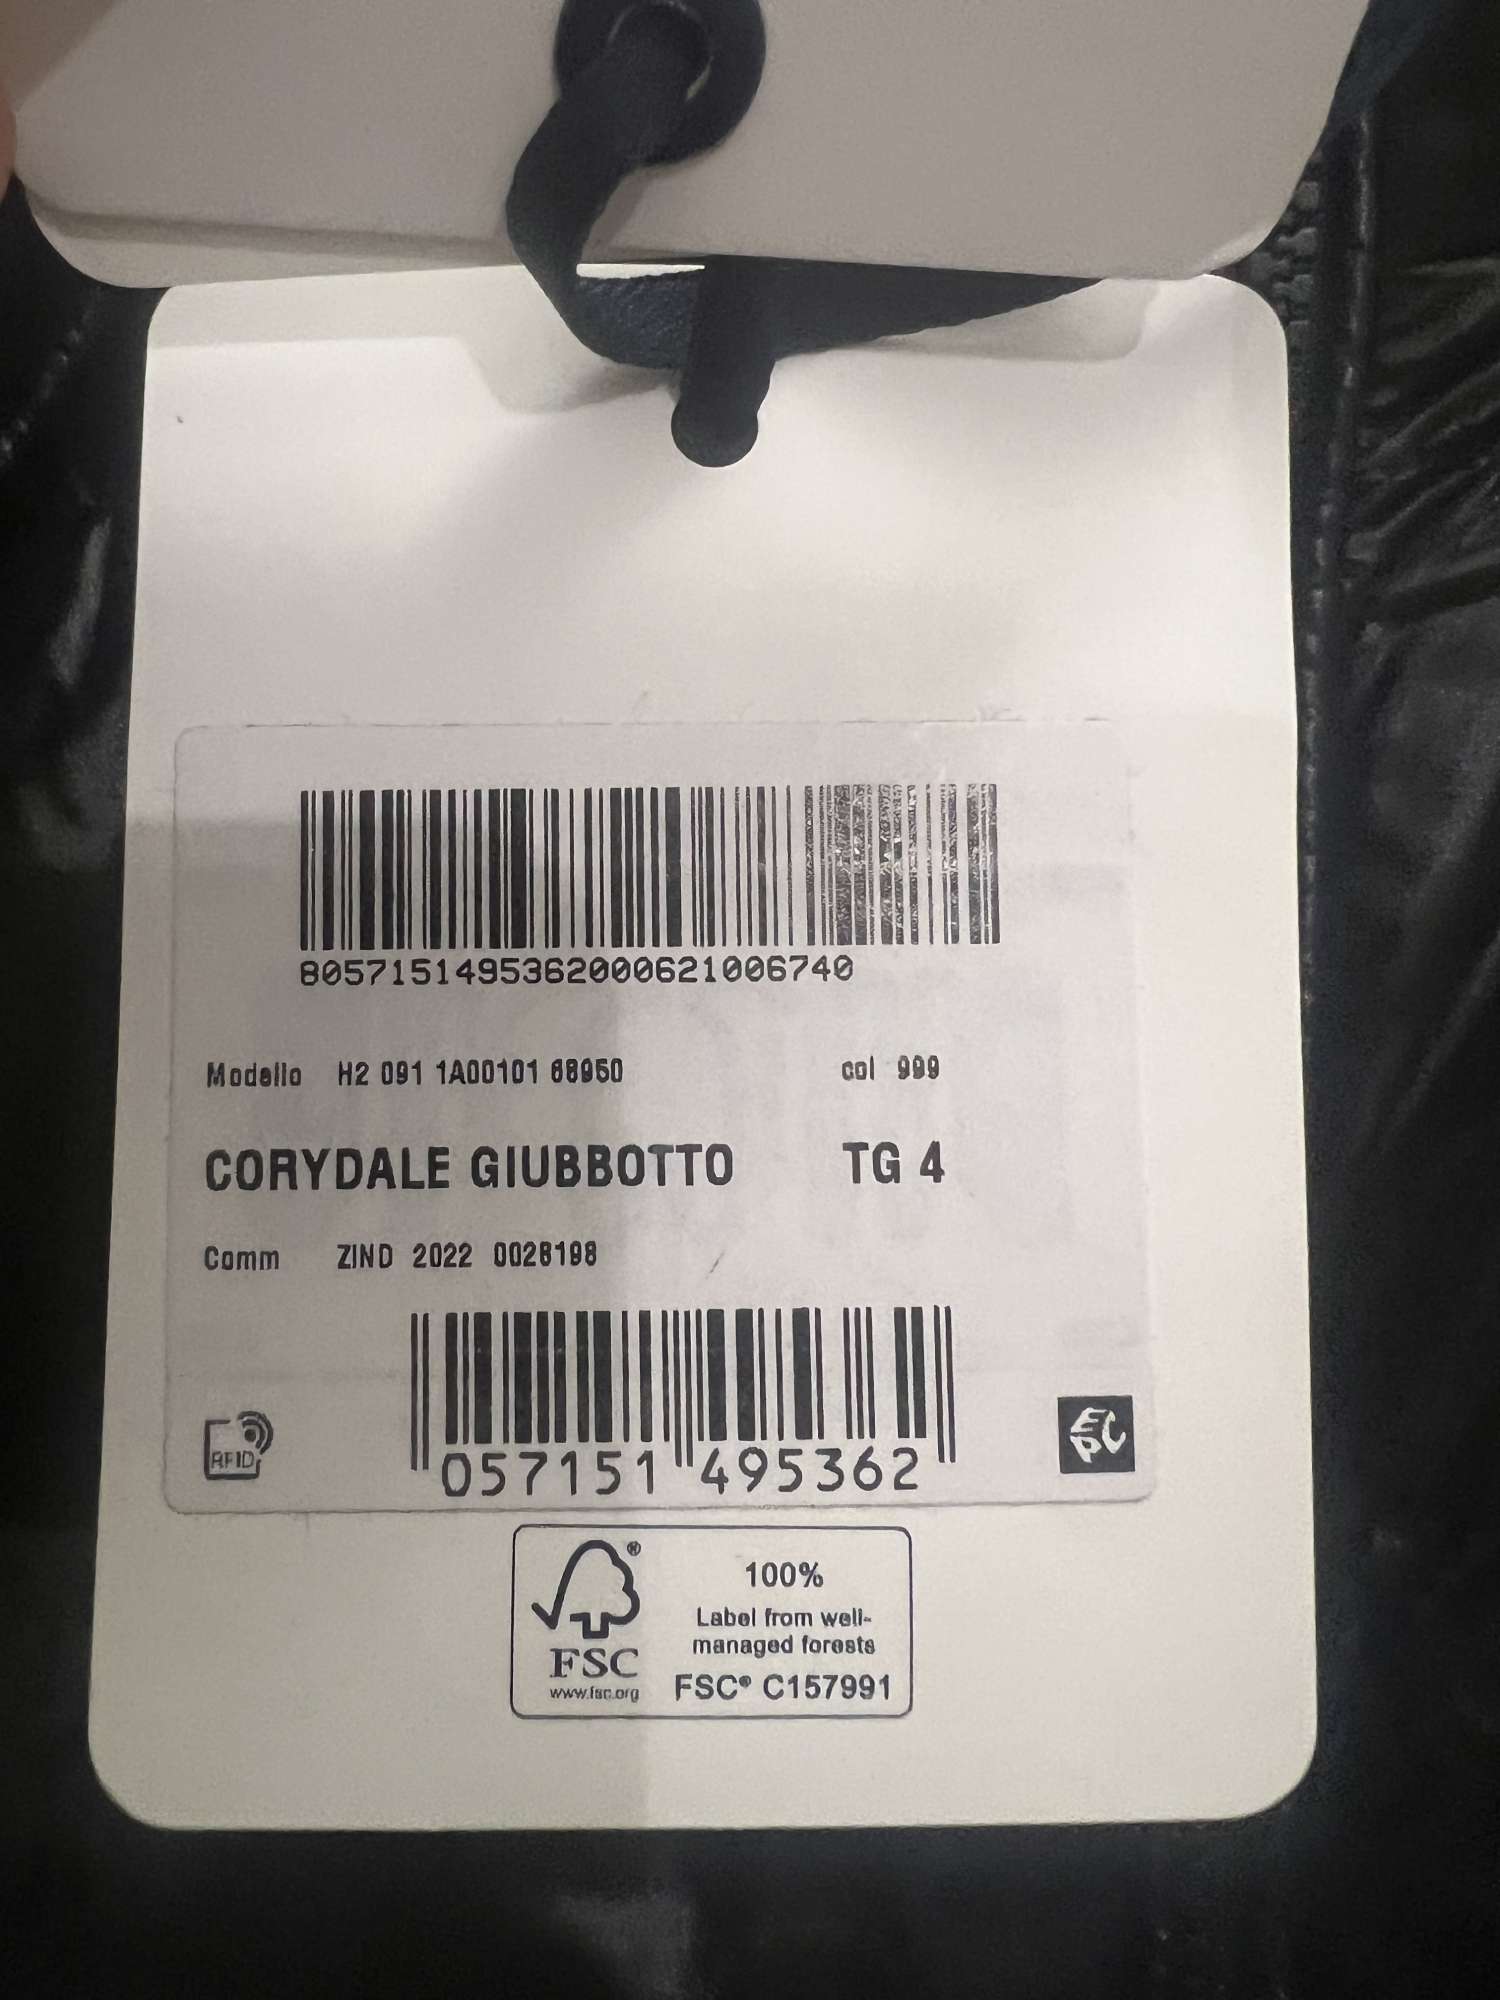 8057151495362000621006740
Modello H2 091 1A00101 68950 col 999
CORYDALE GIUBBOTTO TG 4
Comm ZIND 2022 0028198
RFID
057151 495362
EPC
® 100%
Label from well-
managed forests
FSC
www.fsc.org FSC® C157991